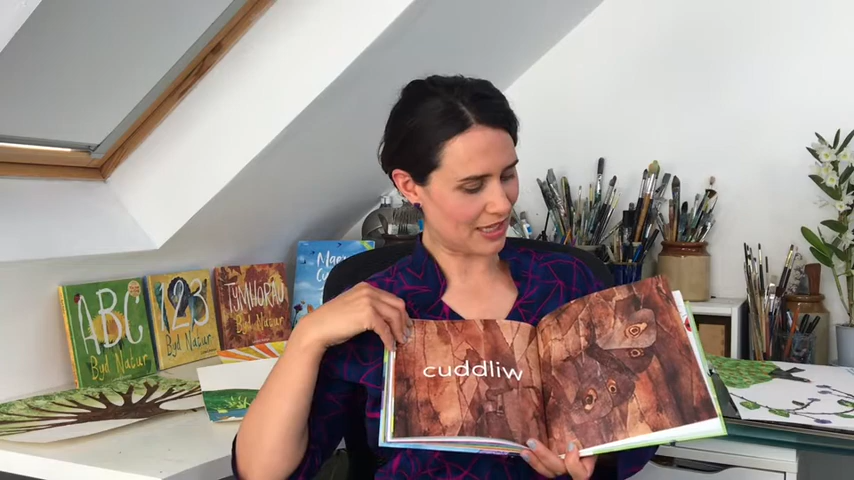 ABC
Byd Natur
123
Byd Natur
TYMHORAU
Byd Natur
cuddliw